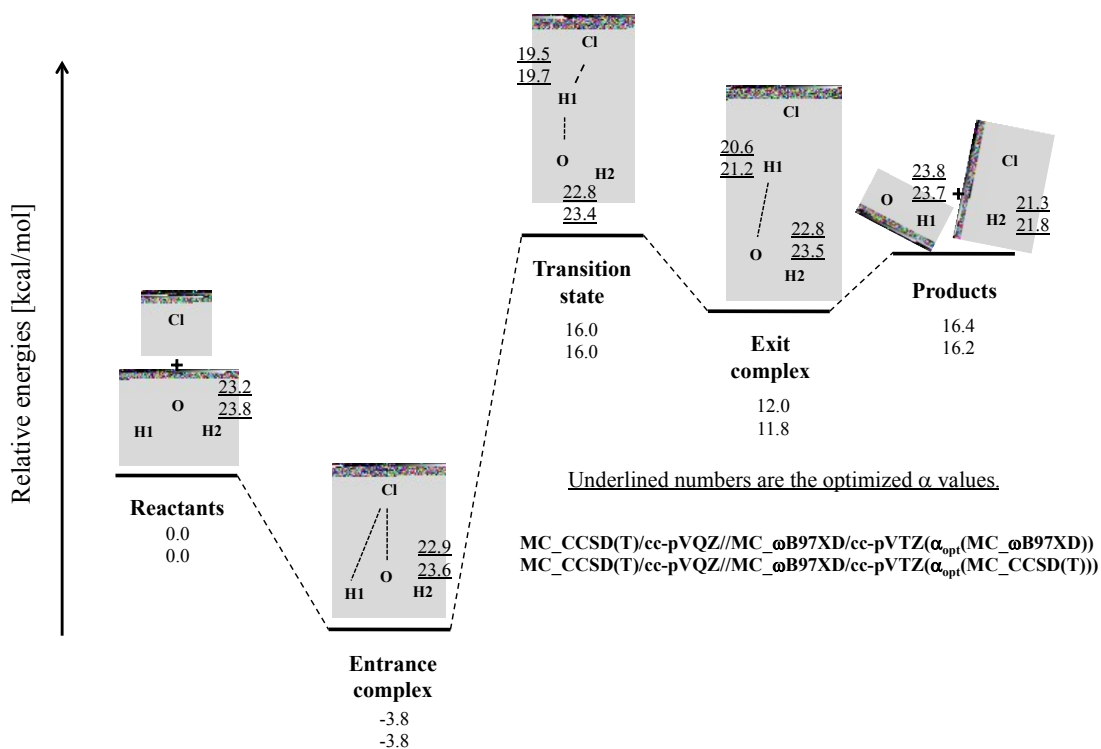 Relative energies [kcal/mol]
Cl
+
O
H1
H2
23.2
23.8
Reactants
0.0
0.0
Cl
O
H1
H2
22.9
23.6
Entrance
complex
-3.8
-3.8
Cl
19.5
19.7
H1
O
H2
22.8
23.4
Transition
state
16.0
16.0
Cl
20.6
21.2
H1
22.8
23.5
O
H2
Exit
complex
12.0
11.8
O
H1
23.8
23.7
+
Cl
H2
21.3
21.8
Products
16.4
16.2
Underlined numbers are the optimized α values.
MC_CCSD(T)/cc-pVQZ//MC_ωB97XD/cc-pVTZ(αopt(MC_ωB97XD))
MC_CCSD(T)/cc-pVQZ//MC_ωB97XD/cc-pVTZ(αopt(MC_CCSD(T)))